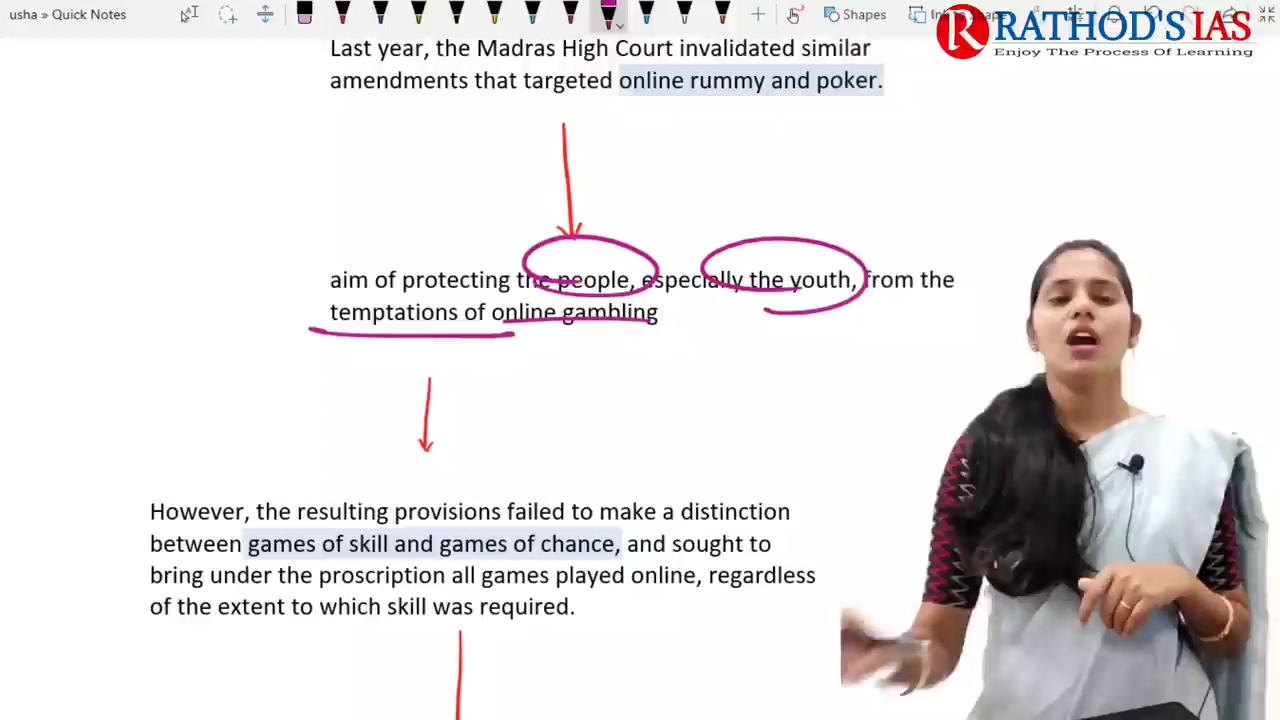 usha » Quick Notes
Shapes
RATHOD'S IAS
Enjoy The Process Of Learning
Last year, the Madras High Court invalidated similar
amendments that targeted online rummy and poker.
aim of protecting the people, especially the youth, from the
temptations of online gambling
However, the resulting provisions failed to make a distinction
between games of skill and games of chance, and sought to
bring under the proscription all games played online, regardless
of the extent to which skill was required.